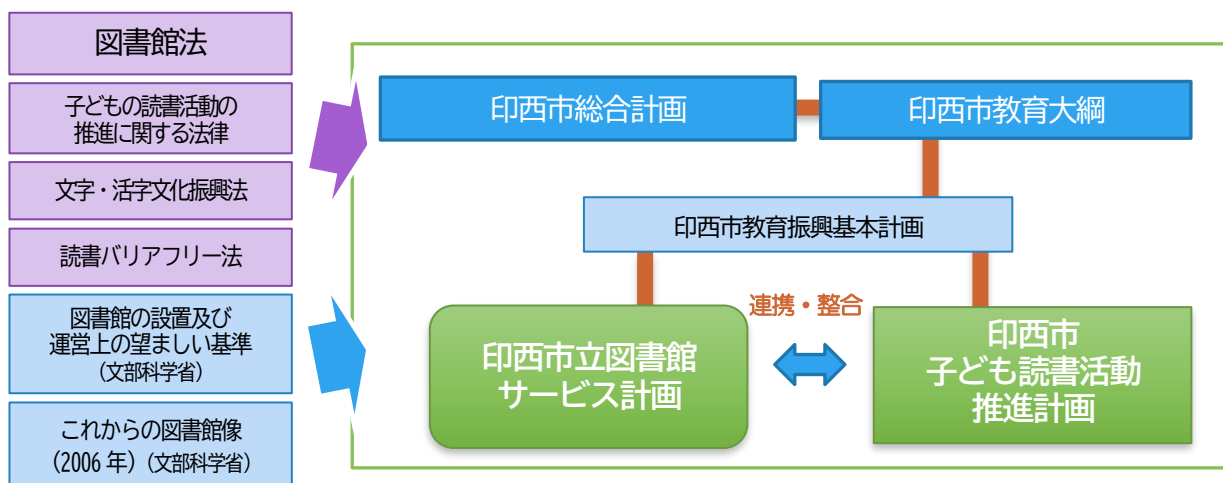 図書館法
子どもの読書活動の
推進に関する法律
文字・活字文化振興法
読書バリアフリー法
図書館の設置及び
運営上の望ましい基準
（文部科学省）
これからの図書館像
（2006 年）（文部科学省）
印西市総合計画
印西市教育大綱
印西市教育振興基本計画
連携・整合
印西市立図書館
サービス計画
印西市
子ども読書活動
推進計画